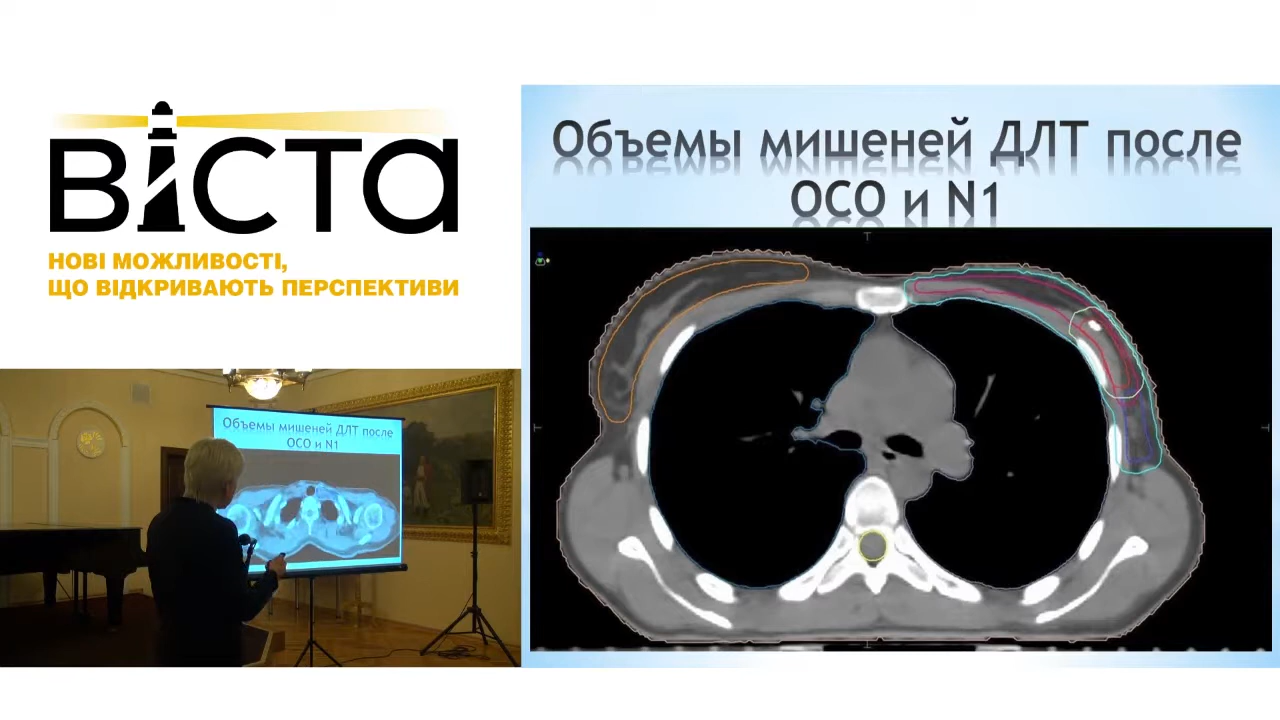 ВІСТА
НОВІ МОЖЛИВОСТІ,
ЩО ВІДКРИВАЮТЬ ПЕРСПЕКТИВИ
Объемы мишеней ДЛТ после
ОСО и N1
Объемы мишеней ДЛТ после
ОСО и N1